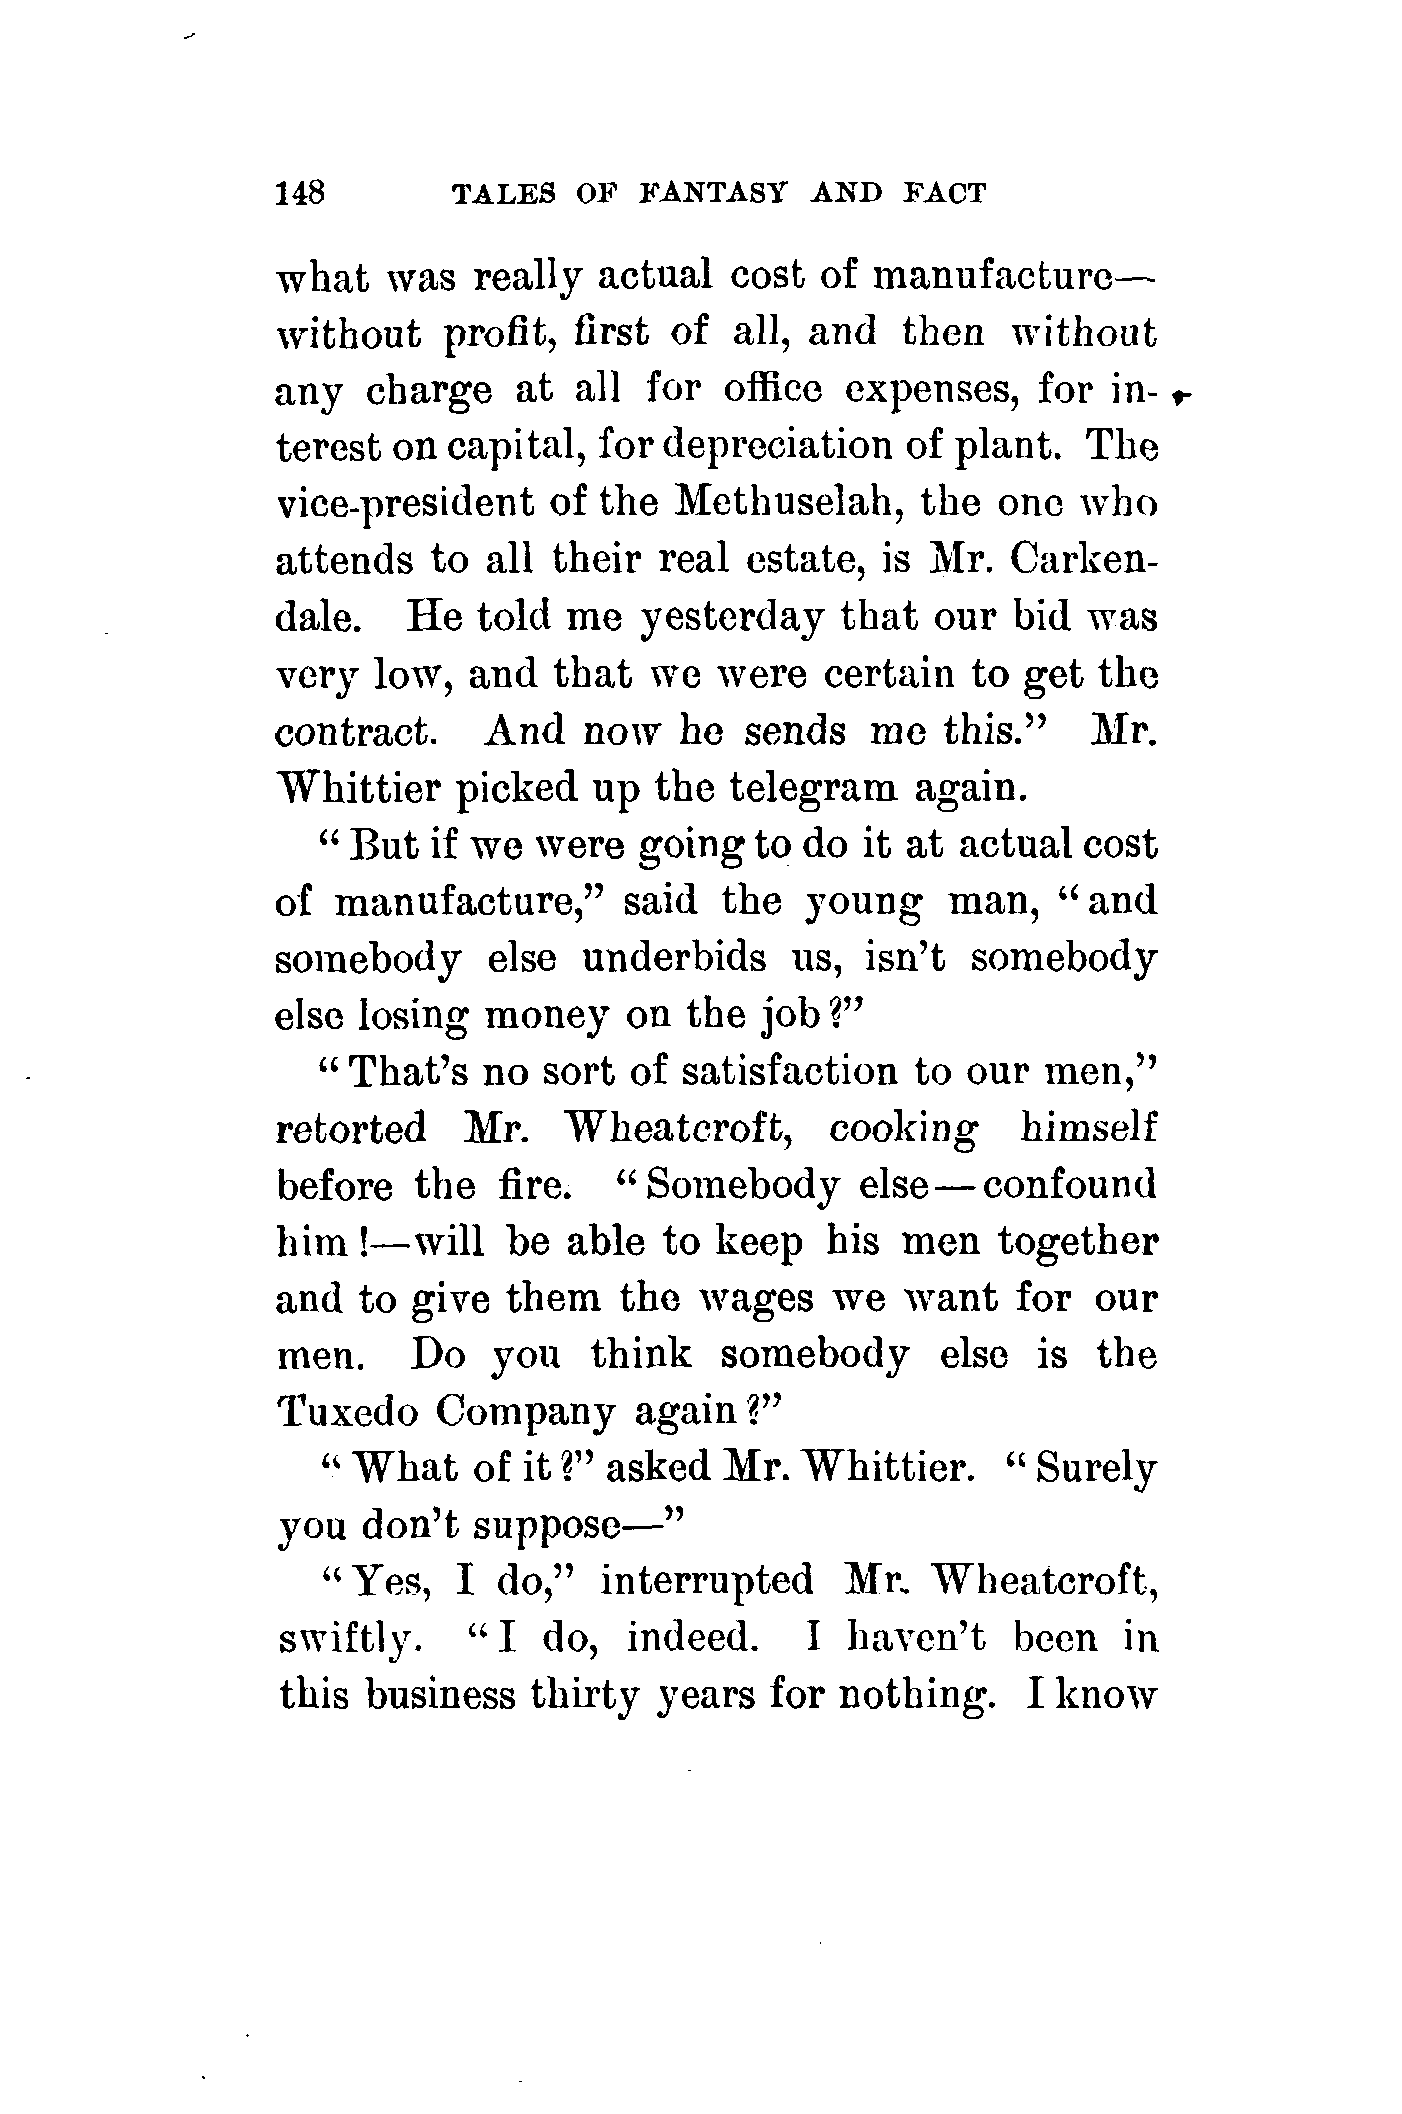 148 TALES OF FANTASY AND FACT
what was really actual cost of manufacture—
without profit, first of all, and then without
any charge at all for office expenses, for in-
terest on capital, for depreciation of plant. The
vice-president of the Methuselah, the one who
attends to all their real estate, is Mr. Carken-
dale. He told me yesterday that our bid was
very low, and that we were certain to get the
contract. And now he sends me this.” Mr.
Whittier picked up the telegram again.
“But if we were going to do it at actual cost
of manufacture,” said the young man, “and
somebody else underbids us, isn’t somebody
else losing money on the job?”
“That’s no sort of satisfaction to our men,”
retorted Mr. Wheatcroft, cooking himself
before the fire. “Somebody else—confound
him!—will be able to keep his men together
and to give them the wages we want for our
men. Do you think somebody else is the
Tuxedo Company again?”
“What of it?” asked Mr. Whittier. “Surely
you don’t suppose—”
“Yes, I do,” interrupted Mr. Wheatcroft,
swiftly. “I do, indeed. I haven’t been in
this business thirty years for nothing. I know